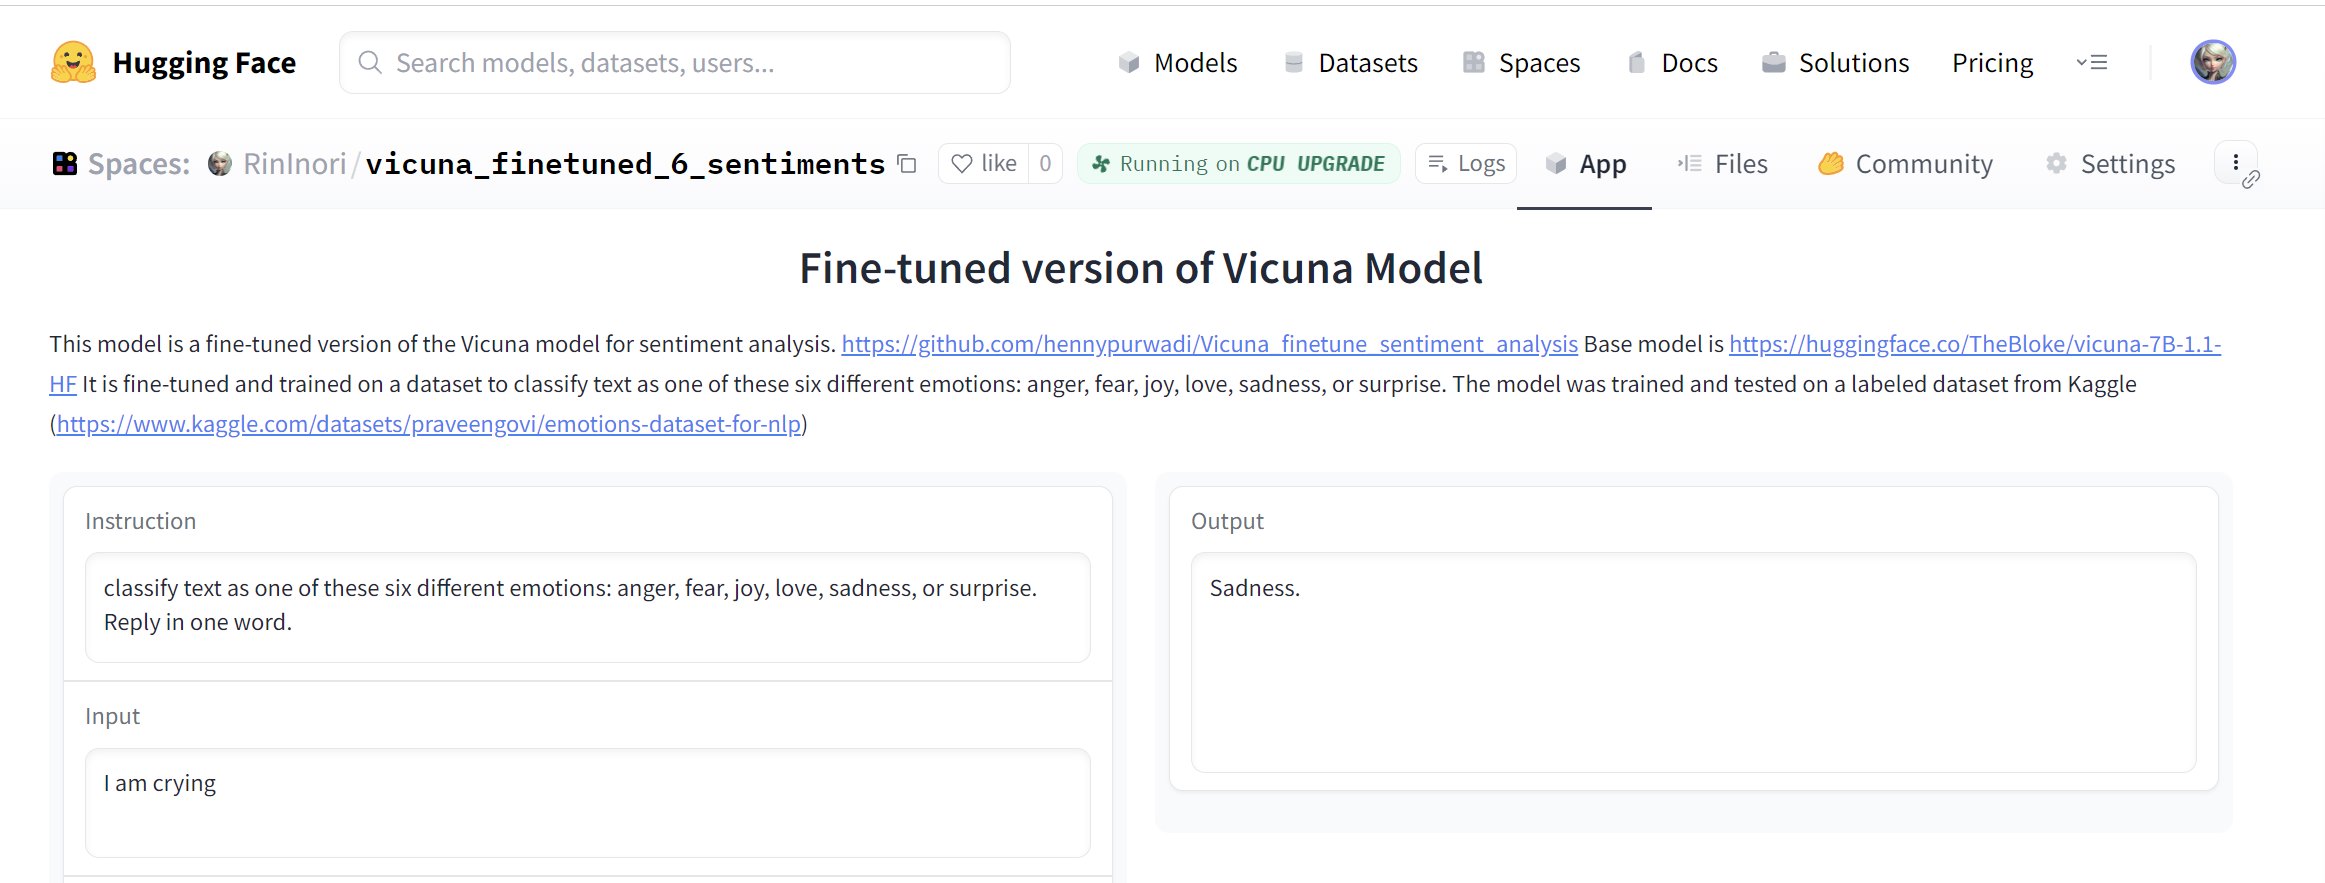 Hugging Face
Search models, datasets, users...
Models
Datasets
Spaces
Docs
Solutions
Pricing
Spaces:
RinInori/vicuna_finetuned_6_sentiments
like
0
Running on CPU UPGRADE
Logs
App
Files
Community
Settings
Fine-tuned version of Vicuna Model
This model is a fine-tuned version of the Vicuna model for sentiment analysis. https://github.com/hennypurwadi/Vicuna_finetune_sentiment_analysis Base model is https://huggingface.co/TheBloke/vicuna-7B-1.1-
HF It is fine-tuned and trained on a dataset to classify text as one of these six different emotions: anger, fear, joy, love, sadness, or surprise. The model was trained and tested on a labeled dataset from Kaggle
(https://www.kaggle.com/datasets/praveengovi/emotions-dataset-for-nlp)
Instruction
classify text as one of these six different emotions: anger, fear, joy, love, sadness, or surprise.
Reply in one word.
Input
I am crying
Output
Sadness.